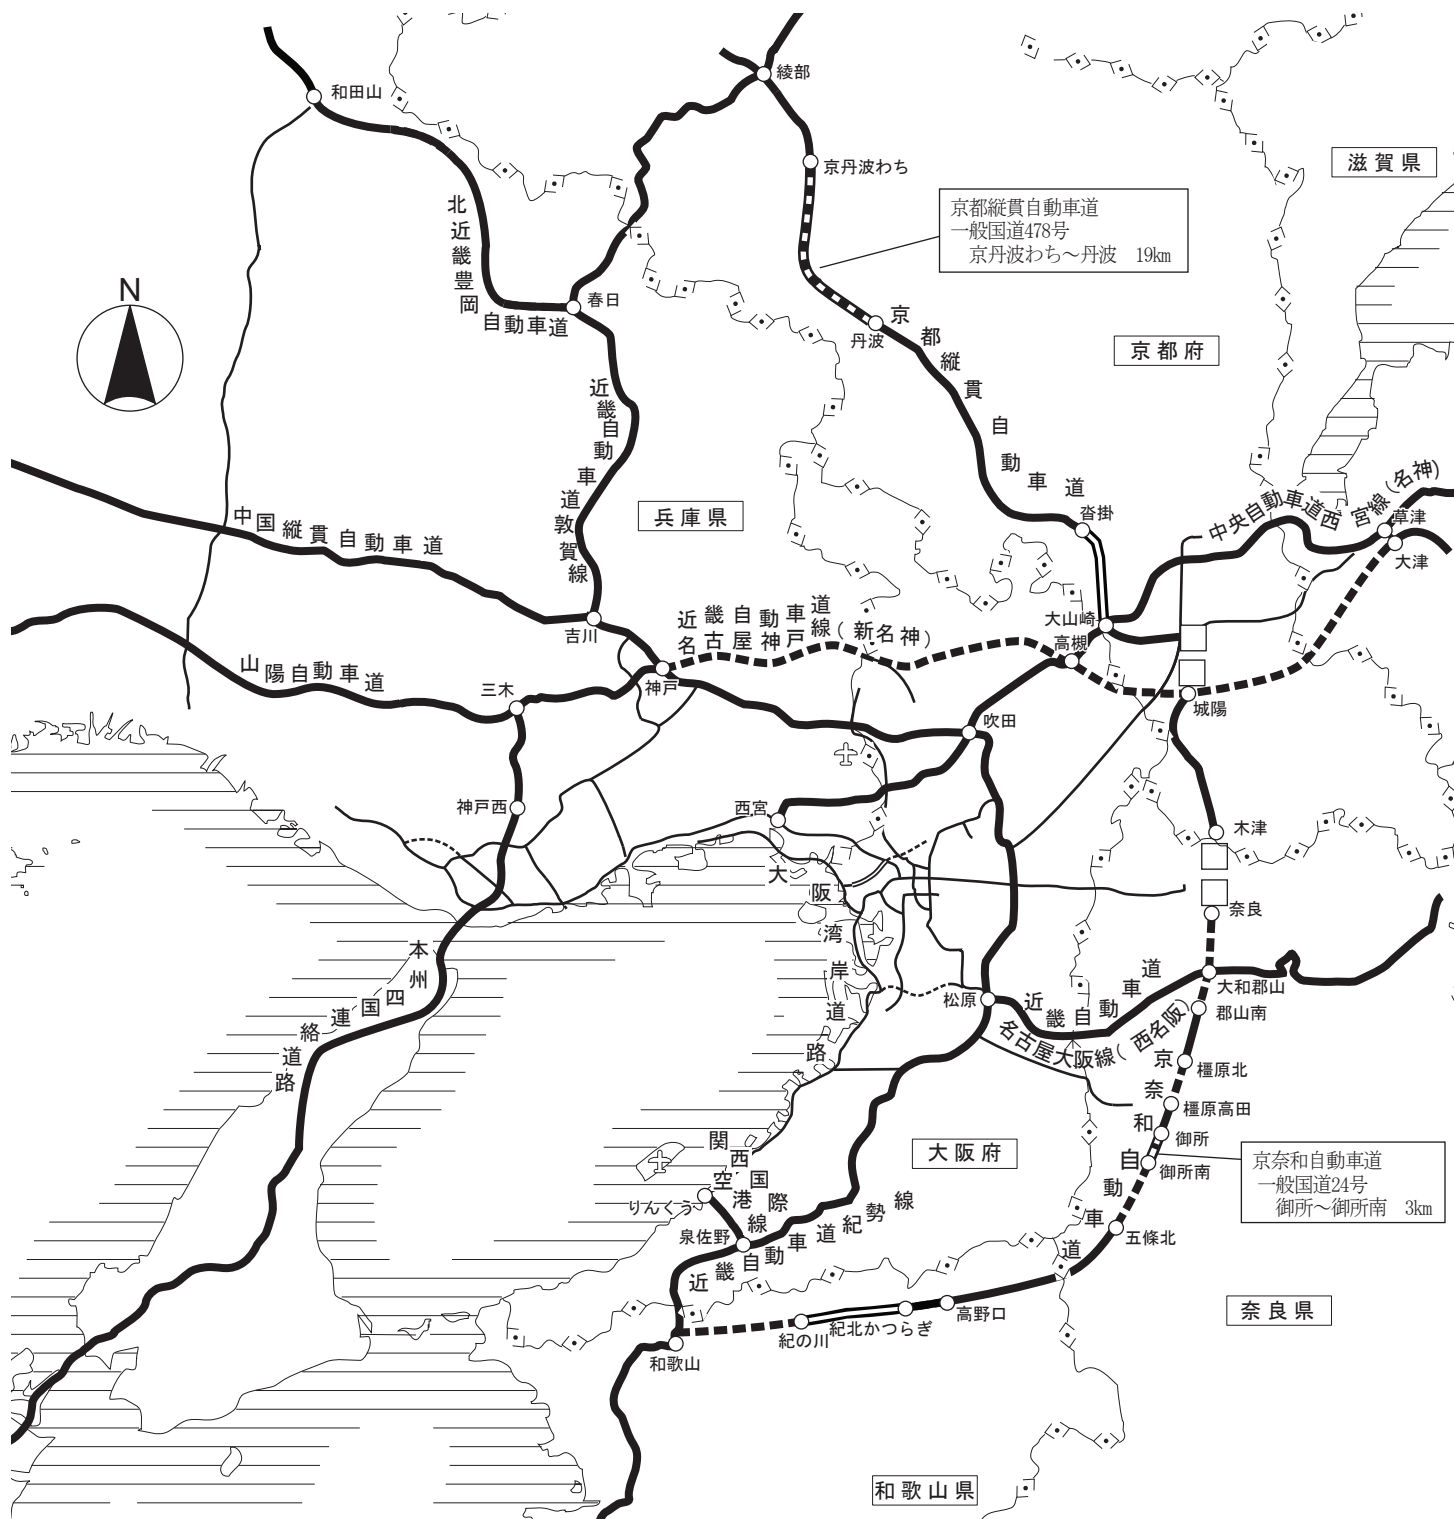 和田山
綾部
京丹波わち
滋賀県
京都縦貫自動車道
一般国道478号
京丹波わち～丹波　19km
北近畿豊岡
自動車道
N
春日
丹波
京都縦貫自動車道
京都府
近畿自動車道敦賀線
兵庫県
沓掛
中央自動車道西宮線(名神)
草津
大津
中国縦貫自動車道
吉川
近畿自動車道
名古屋神戸線(新名神)
大山崎
高槻
山陽自動車道
三木
神戸
城陽
吹田
神戸西
西宮
木津
大阪湾岸道路
奈良
本州四国連絡道路
松原
近畿自動車道
名古屋大阪線(西名阪)
大和郡山
郡山南
橿原北
橿原高田
京奈和自動車道
御所
御所南
京奈和自動車道
一般国道24号
御所～御所南　3km
大阪府
関西国際
空港線
りんくう
泉佐野
近畿自動車道紀勢線
五條北
奈良県
高野口
紀北かつらぎ
紀の川
和歌山
和歌山県